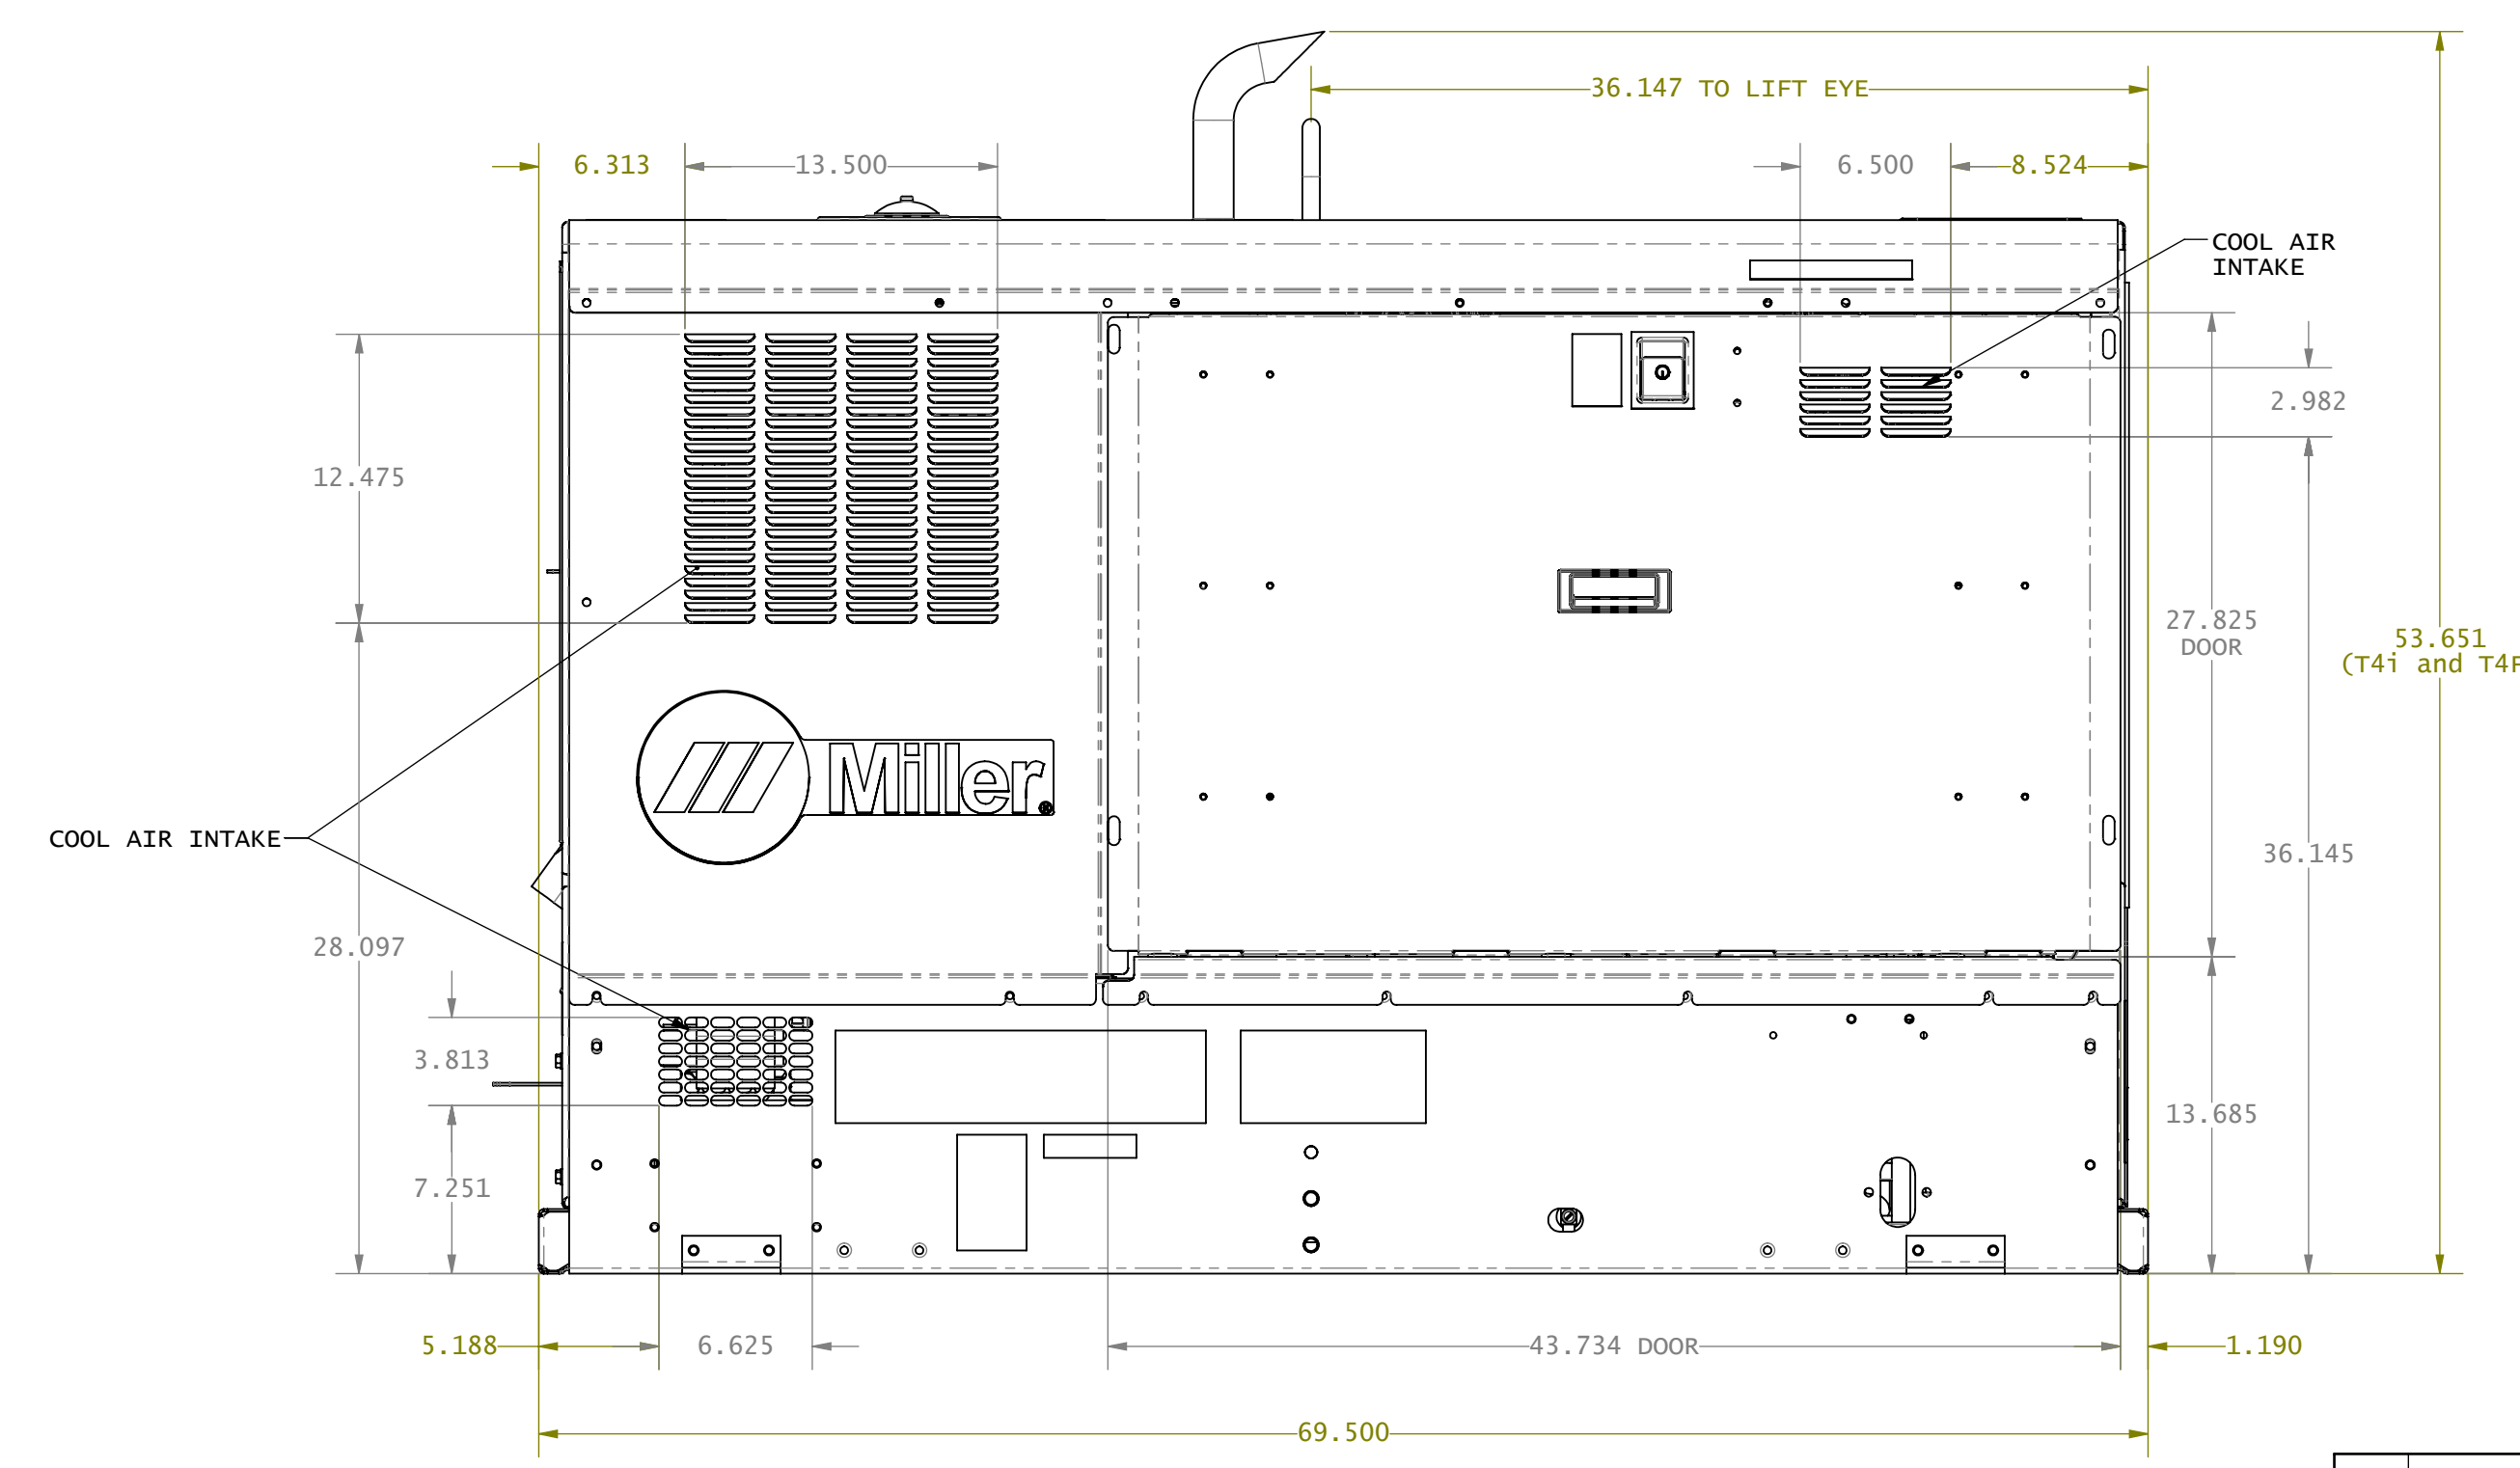 36.147 TO LIFT EYE
6.313
13.500
6.500
8.524
COOL AIR
INTAKE
2.982
12.475
27.825
DOOR
53.651
(T4i and T4F
Miller®
COOL AIR INTAKE
36.145
28.097
3.813
13.685
7.251
5.188
6.625
43.734 DOOR
1.190
69.500